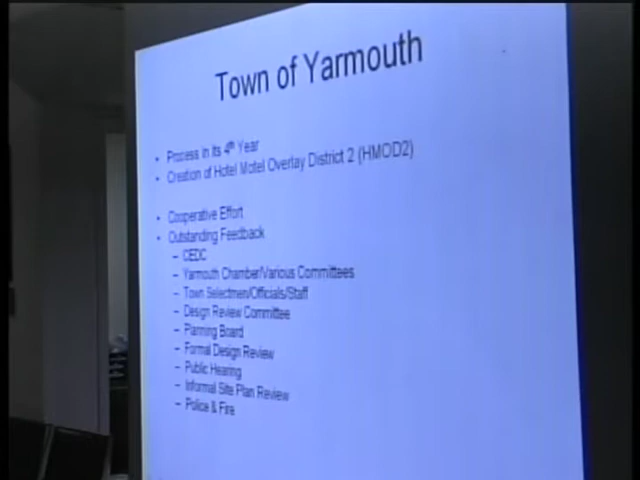 Town of Yarmouth
• Process in its 4th Year
• Creation of Hotel Motel Overlay District 2 (HMOD2)
• Cooperative Effort
• Outstanding Feedback
– CEDC
– Yarmouth Chamber/Various Committees
– Town Selectmen/Officials/Staff
– Design Review Committee
– Planning Board
– Formal Design Review
– Public Hearing
– Informal Site Plan Review
– Police & Fire